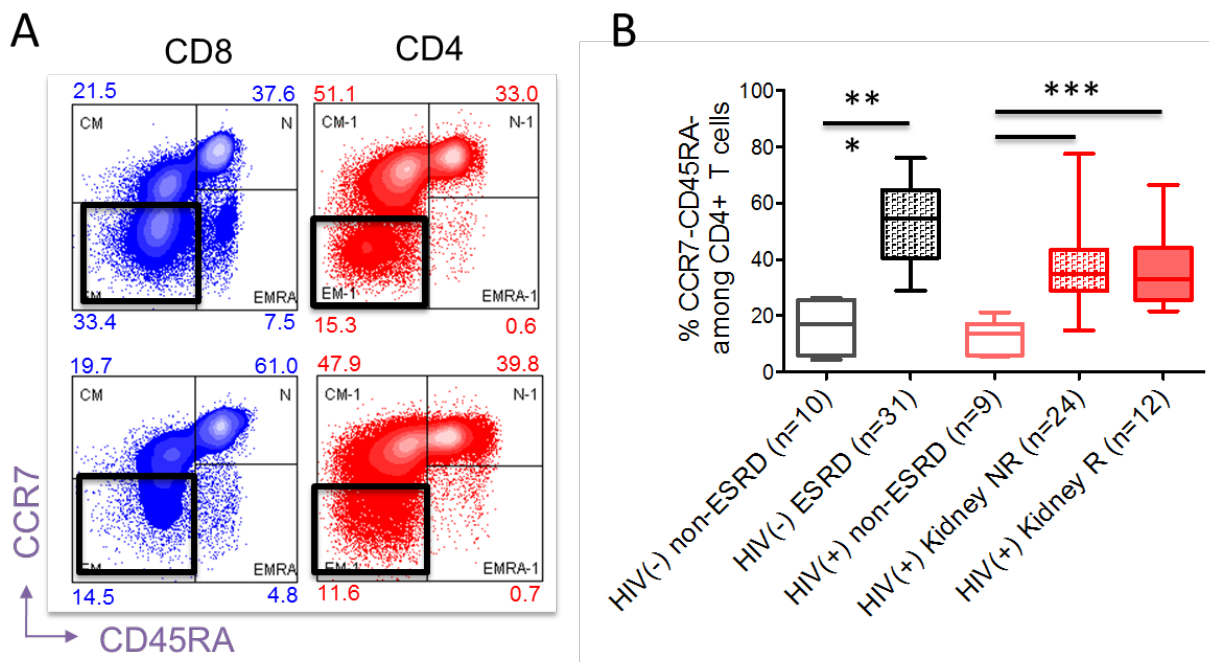 A
CD8
CD4
21.5
37.6
CM
N
EM
EMRA
33.4
7.5
51.1
33.0
CM-1
N-1
EM-1
EMRA-1
15.3
0.6
19.7
61.0
CM
N
EM
EMRA
14.5
4.8
47.9
39.8
CM-1
N-1
EM-1
EMRA-1
11.6
0.7
CCR7
CD45RA
B
% CCR7-CD45RA-
among CD4+ T cells
100
80
60
40
20
0
**
*
***
HIV(-) non-ESRD (n=10)
HIV(-) ESRD (n=31)
HIV(+) non-ESRD (n=9)
HIV(+) Kidney NR (n=24)
HIV(+) Kidney R (n=12)